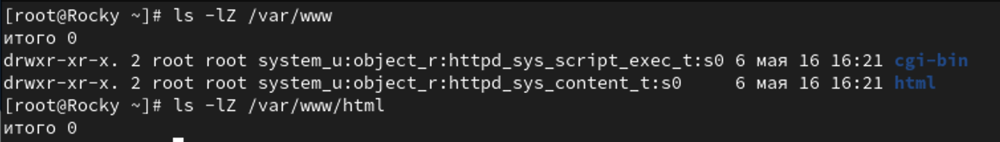 [root@Rocky ~]# ls -lZ /var/www
итого 0
drwxr-xr-x. 2 root root system_u:object_r:httpd_sys_script_exec_t:s0 6 мая 16 16:21 cgi-bin
drwxr-xr-x. 2 root root system_u:object_r:httpd_sys_content_t:s0     6 мая 16 16:21 html
[root@Rocky ~]# ls -lZ /var/www/html
итого 0